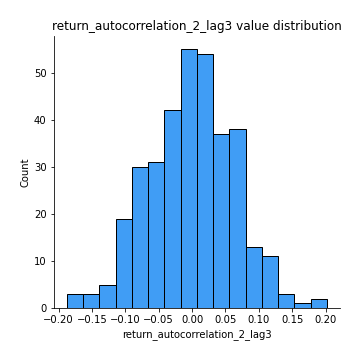 return_autocorrelation_2_lag3 value distribution
50
40
30
20
10
0
Count
−0.20 −0.15 −0.10 −0.05 0.00 0.05 0.10 0.15 0.20
return_autocorrelation_2_lag3